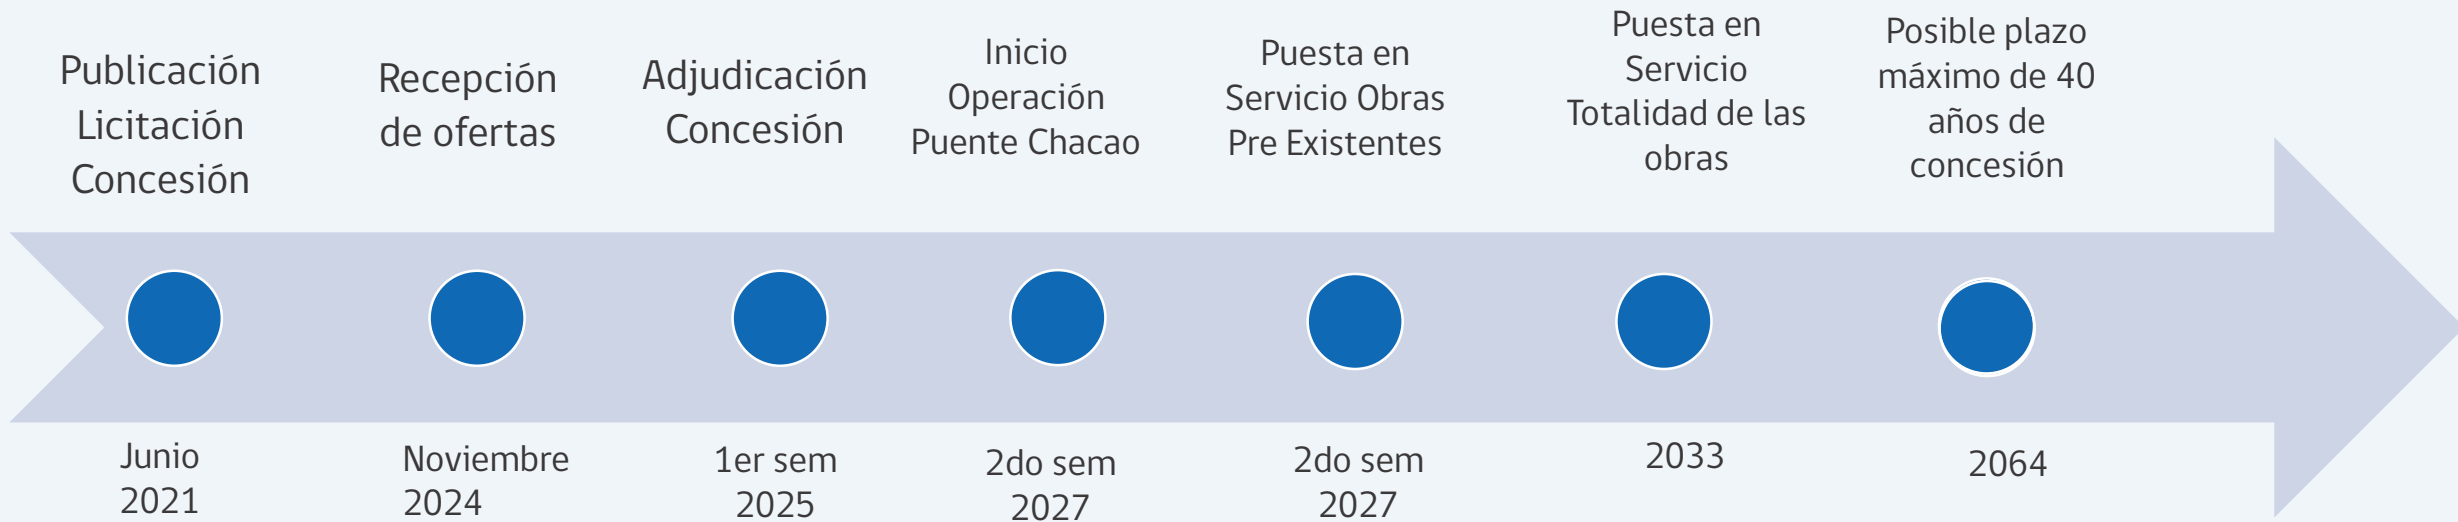 Publicación
Licitación
Concesión
Recepción
de ofertas
Adjudicación
Concesión
Inicio
Operación
Puente Chacao
Puesta en
Servicio Obras
Pre Existentes
Puesta en
Servicio
Totalidad de las
obras
Posible plazo
máximo de 40
años de
concesión
Junio
2021
Noviembre
2024
1er sem
2025
2do sem
2027
2do sem
2027
2033
2064